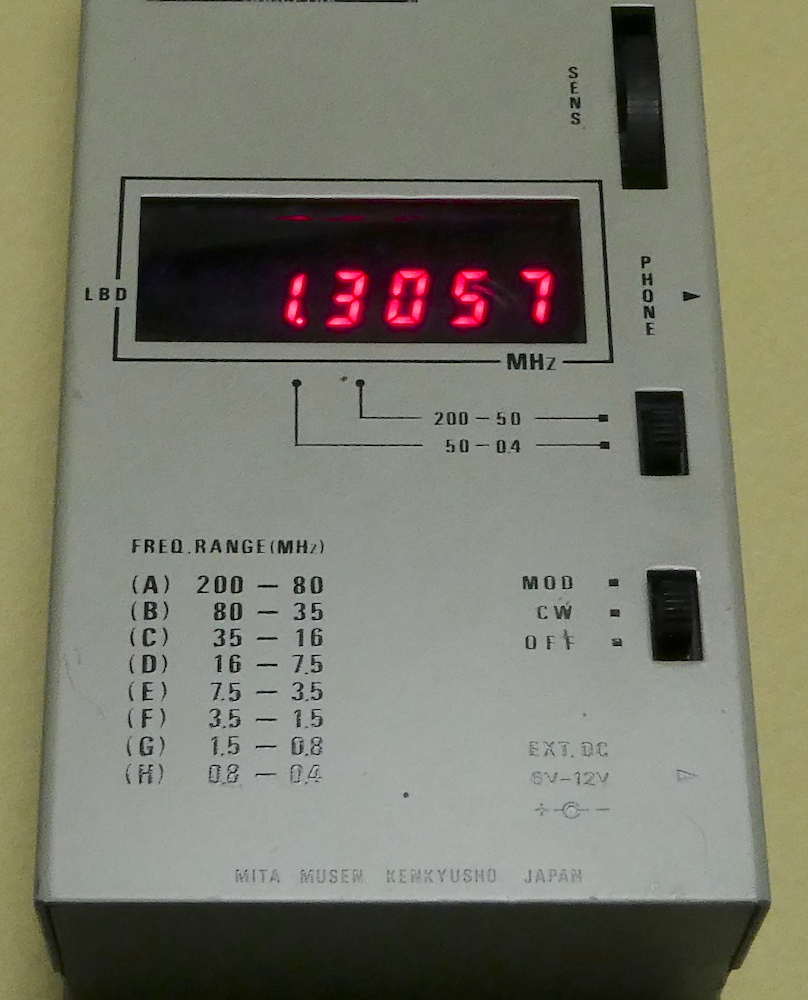 SENS
1.3057
LBD
PHONE
MHz
200 – 50
50 – 0.4
FREQ. RANGE (MHz)
(A) 200 – 80
(B) 80 – 35
(C) 35 – 16
(D) 16 – 7.5
(E) 7.5 – 3.5
(F) 3.5 – 1.5
(G) 1.5 – 0.8
(H) 0.8 – 0.4
MOD
CW
OFF
EXT. DC
6V–12V
+ –
MITA MUSEN KENKYUSHO JAPAN